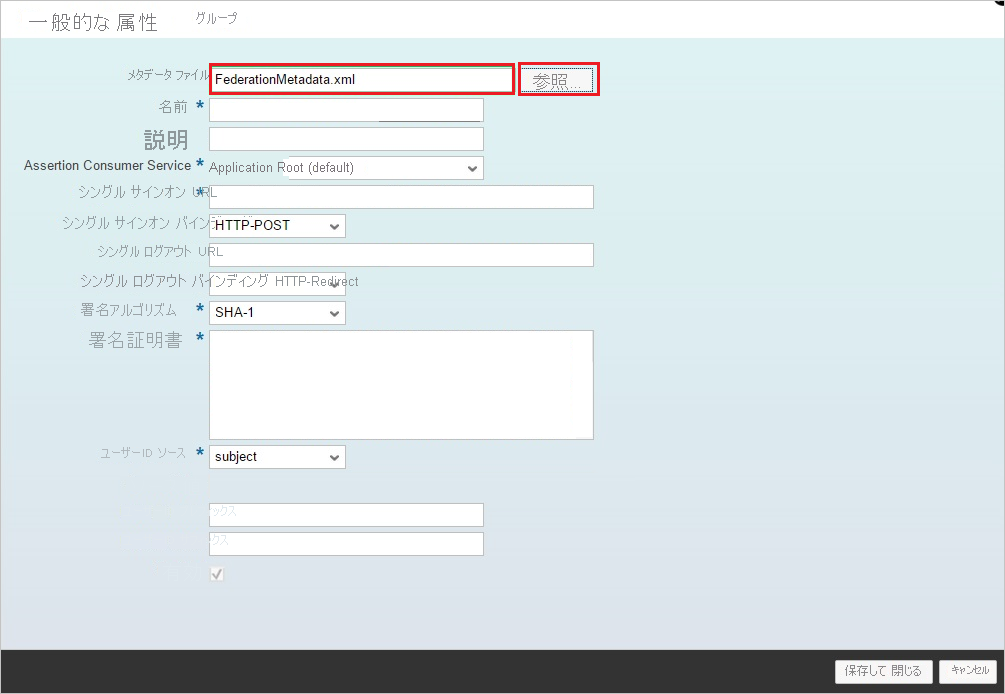 一般的な 属性 グループ
メタデータ ファイル FederationMetadata.xml 参照...
名前 *
説明
Assertion Consumer Service * Application Root (default)
シングル サインオン URL *
シングル サインオン バイン HTTP-POST
シングル ログアウト URL
シングル ログアウト バインディング HTTP-Redirect
署名アルゴリズム * SHA-1
署名証明書 *
ユーザーID ソース * subject
ックス
クス
保存して 閉じる キャンセル